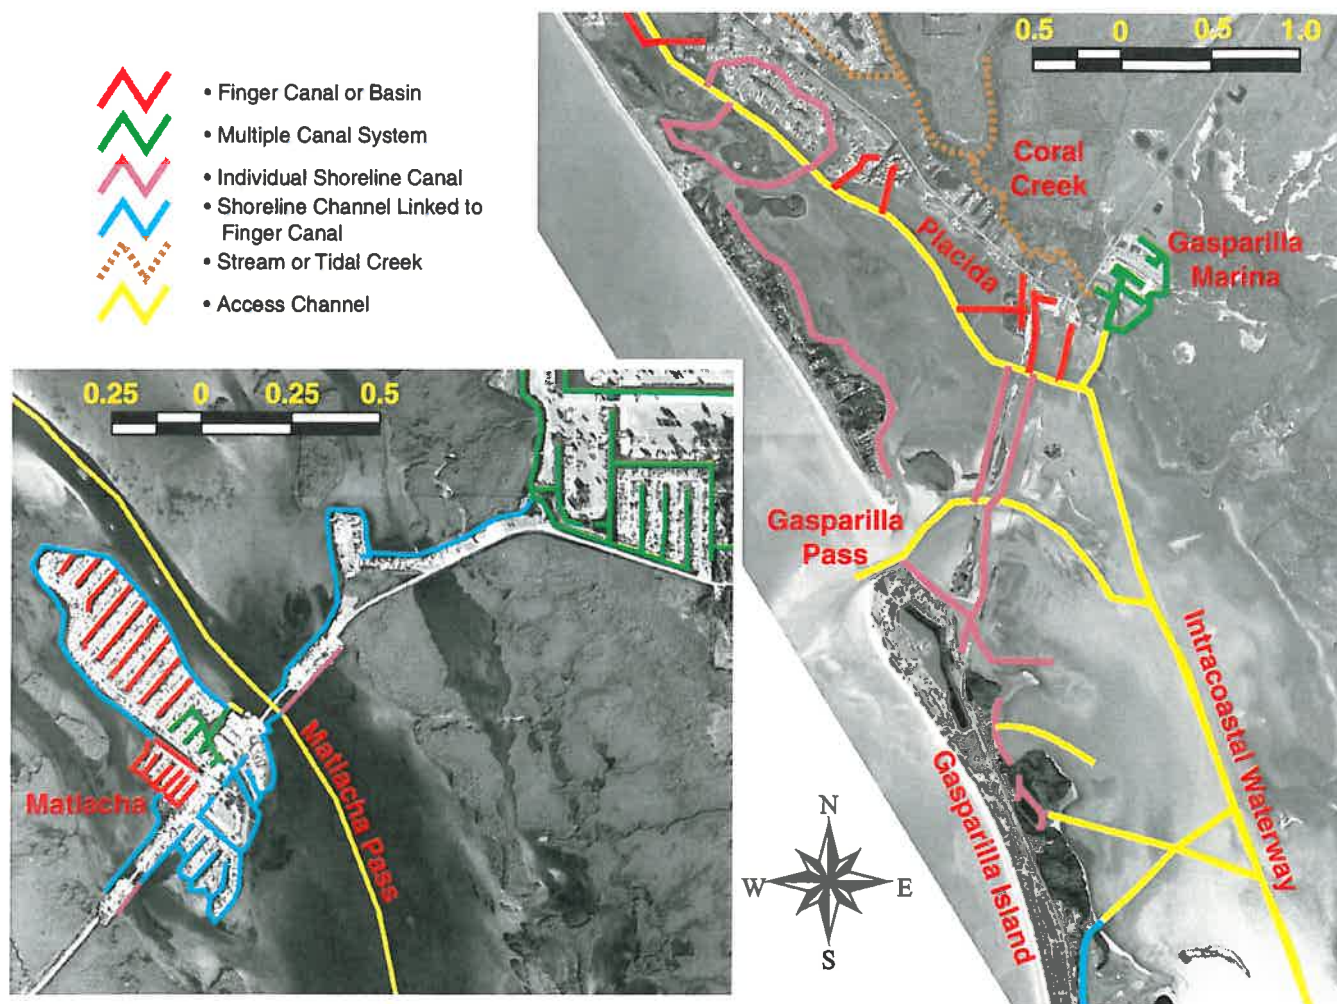 • Finger Canal or Basin
• Multiple Canal System
• Individual Shoreline Canal
• Shoreline Channel Linked to
Finger Canal
• Stream or Tidal Creek
• Access Channel
0.5 0 0.5 1.0
Coral
Creek
Placida
Gasparilla
Marina
Gasparilla
Pass
Intracoastal Waterway
Gasparilla Island
0.25 0 0.25 0.5
Matlacha
Matlacha Pass
N
W E
S